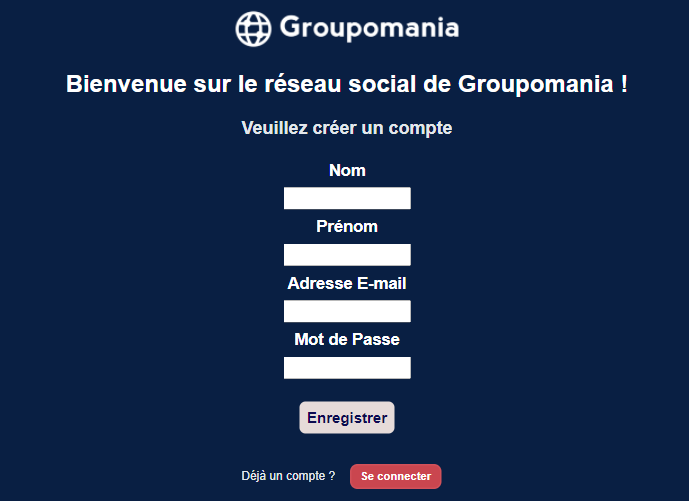 Groupomania
Bienvenue sur le réseau social de Groupomania !
Veuillez créer un compte
Nom
Prénom
Adresse E-mail
Mot de Passe
Enregistrer
Déjà un compte ? Se connecter